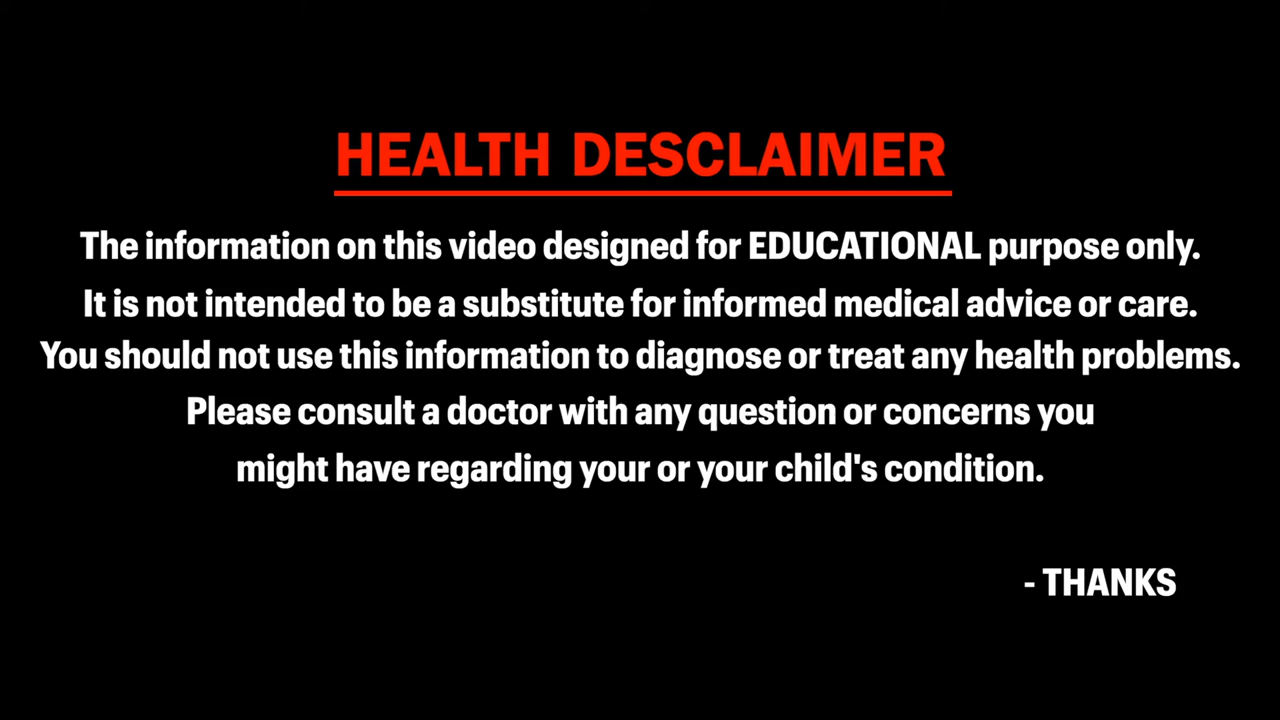 HEALTH DESCLAIMER
The information on this video designed for EDUCATIONAL purpose only.
It is not intended to be a substitute for informed medical advice or care.
You should not use this information to diagnose or treat any health problems.
Please consult a doctor with any question or concerns you
might have regarding your or your child's condition.
- THANKS